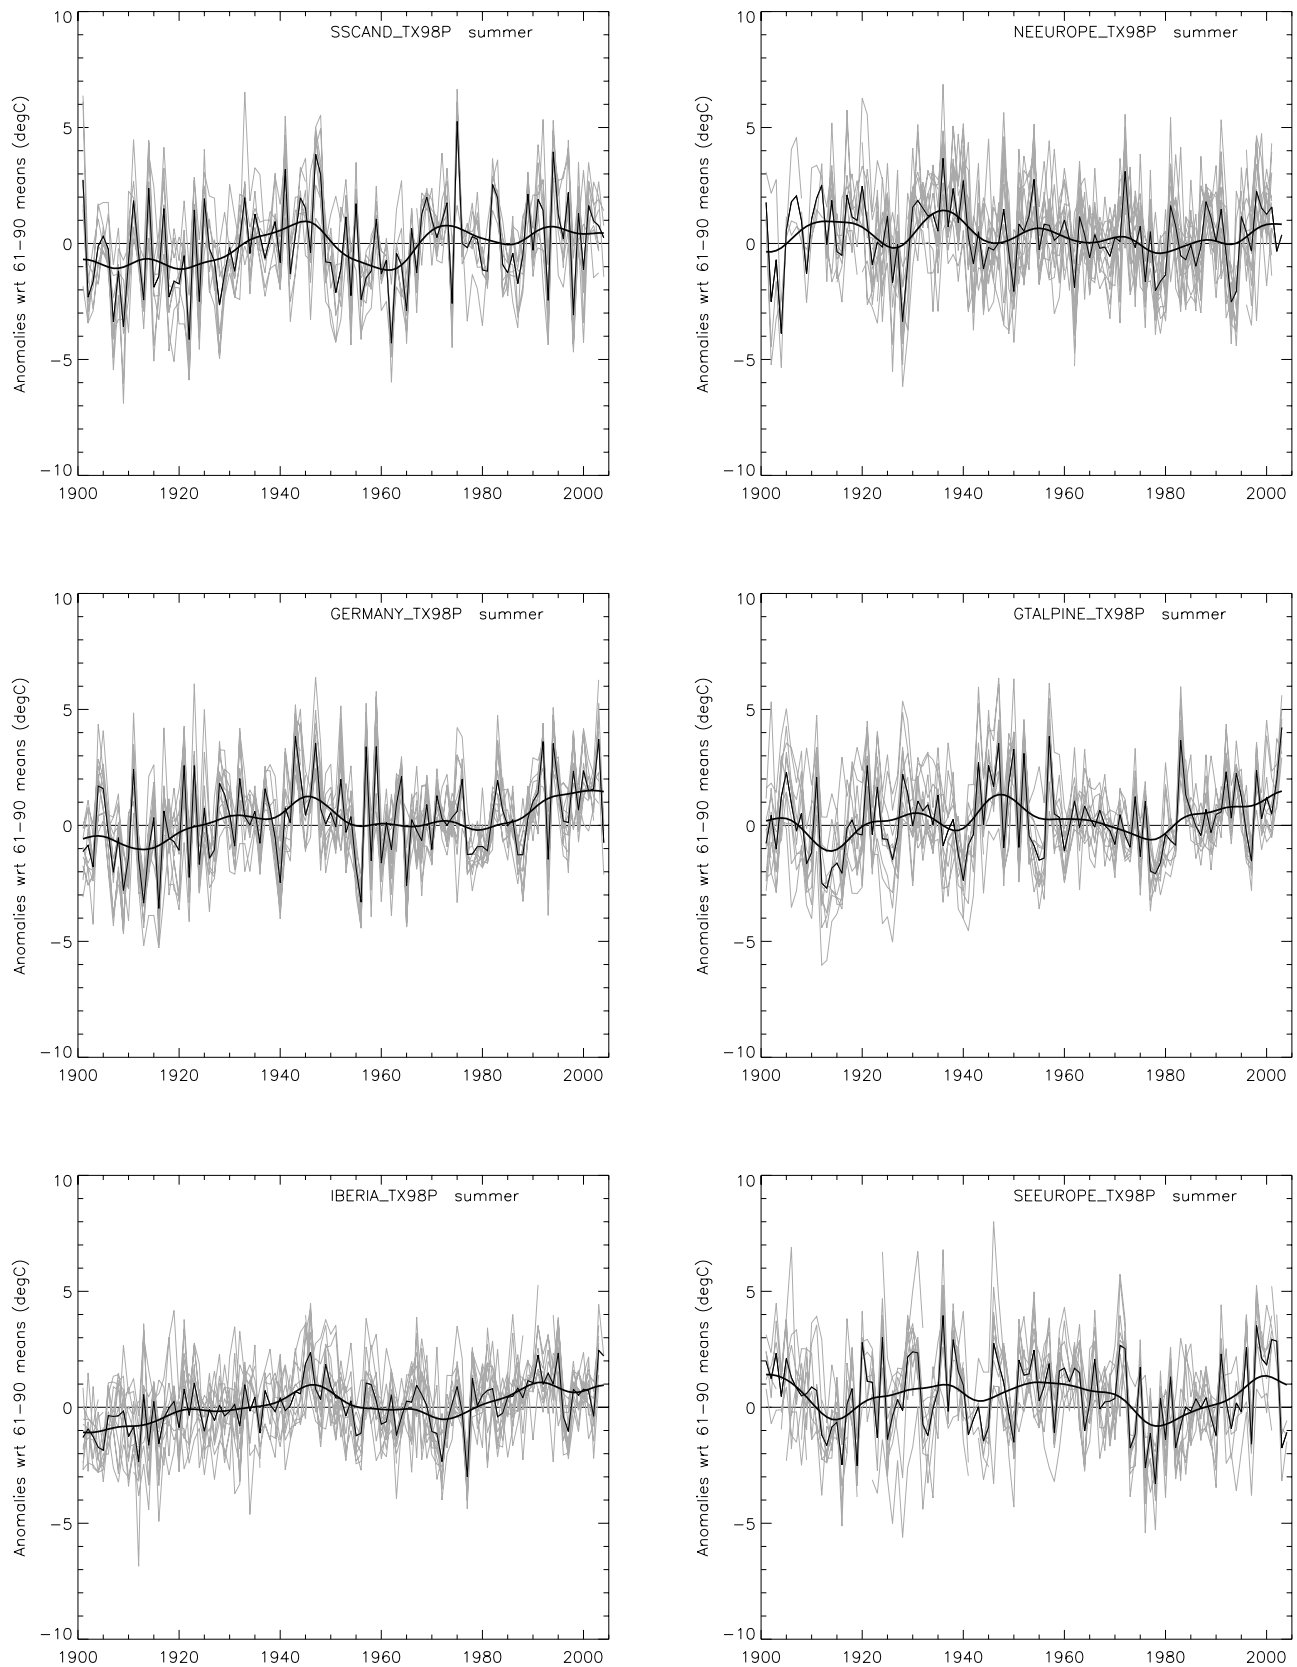 SSCAND_TX98P summer
10
5
0
−5
−10
Anomalies wrt 61−90 means (degC)
1900 1920 1940 1960 1980 2000
NEEUROPE_TX98P summer
10
5
0
−5
−10
Anomalies wrt 61−90 means (degC)
1900 1920 1940 1960 1980 2000
GERMANY_TX98P summer
10
5
0
−5
−10
Anomalies wrt 61−90 means (degC)
1900 1920 1940 1960 1980 2000
GTALPINE_TX98P summer
10
5
0
−5
−10
Anomalies wrt 61−90 means (degC)
1900 1920 1940 1960 1980 2000
IBERIA_TX98P summer
10
5
0
−5
−10
Anomalies wrt 61−90 means (degC)
1900 1920 1940 1960 1980 2000
SEEUROPE_TX98P summer
10
5
0
−5
−10
Anomalies wrt 61−90 means (degC)
1900 1920 1940 1960 1980 2000